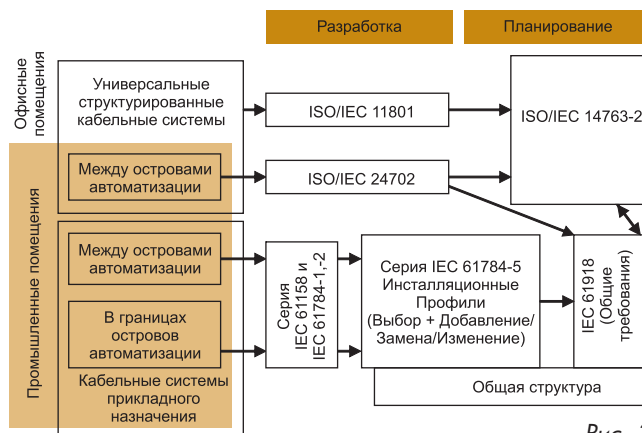 Разработка
Планирование
Офисные
помещения
Универсальные
структурированные
кабельные системы
ISO/IEC 11801
ISO/IEC 14763-2
Промышленные помещения
Между островами
автоматизации
ISO/IEC 24702
Между островами
автоматизации
В границах
островов
автоматизации
Кабельные системы
прикладного
назначения
Серия
IEC 61158 и
IEC 61784-1,-2
Серия IEC 61784-5
Инсталляционные
Профили
(Выбор + Добавление/
Замена/Изменение)
IEC 61918
(Общие
требования)
Общая структура
Рис.